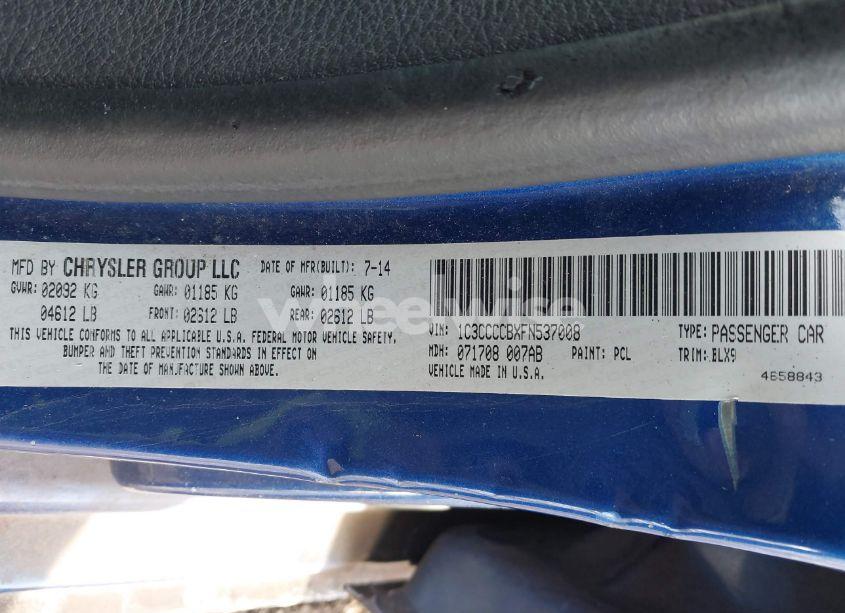 MFD BY CHRYSLER GROUP LLC DATE OF MFR(BUILT): 7-14
GVWR: 02092 KG GAWR: 01185 KG GAWR: 01185 KG
04612 LB FRONT: 02612 LB REAR: 02612 LB
THIS VEHICLE CONFORMS TO ALL APPLICABLE U.S.A. FEDERAL MOTOR VEHICLE SAFETY,
BUMPER AND THEFT PREVENTION STANDARDS IN EFFECT ON
THE DATE OF MANUFACTURE SHOWN ABOVE.
VIN: 1C3CCCCBXFN537008 TYPE: PASSENGER CAR
MDH: 071708 007AB PAINT: PCL TRIM: BLX9
VEHICLE MADE IN U.S.A. 4658843
wheelwise